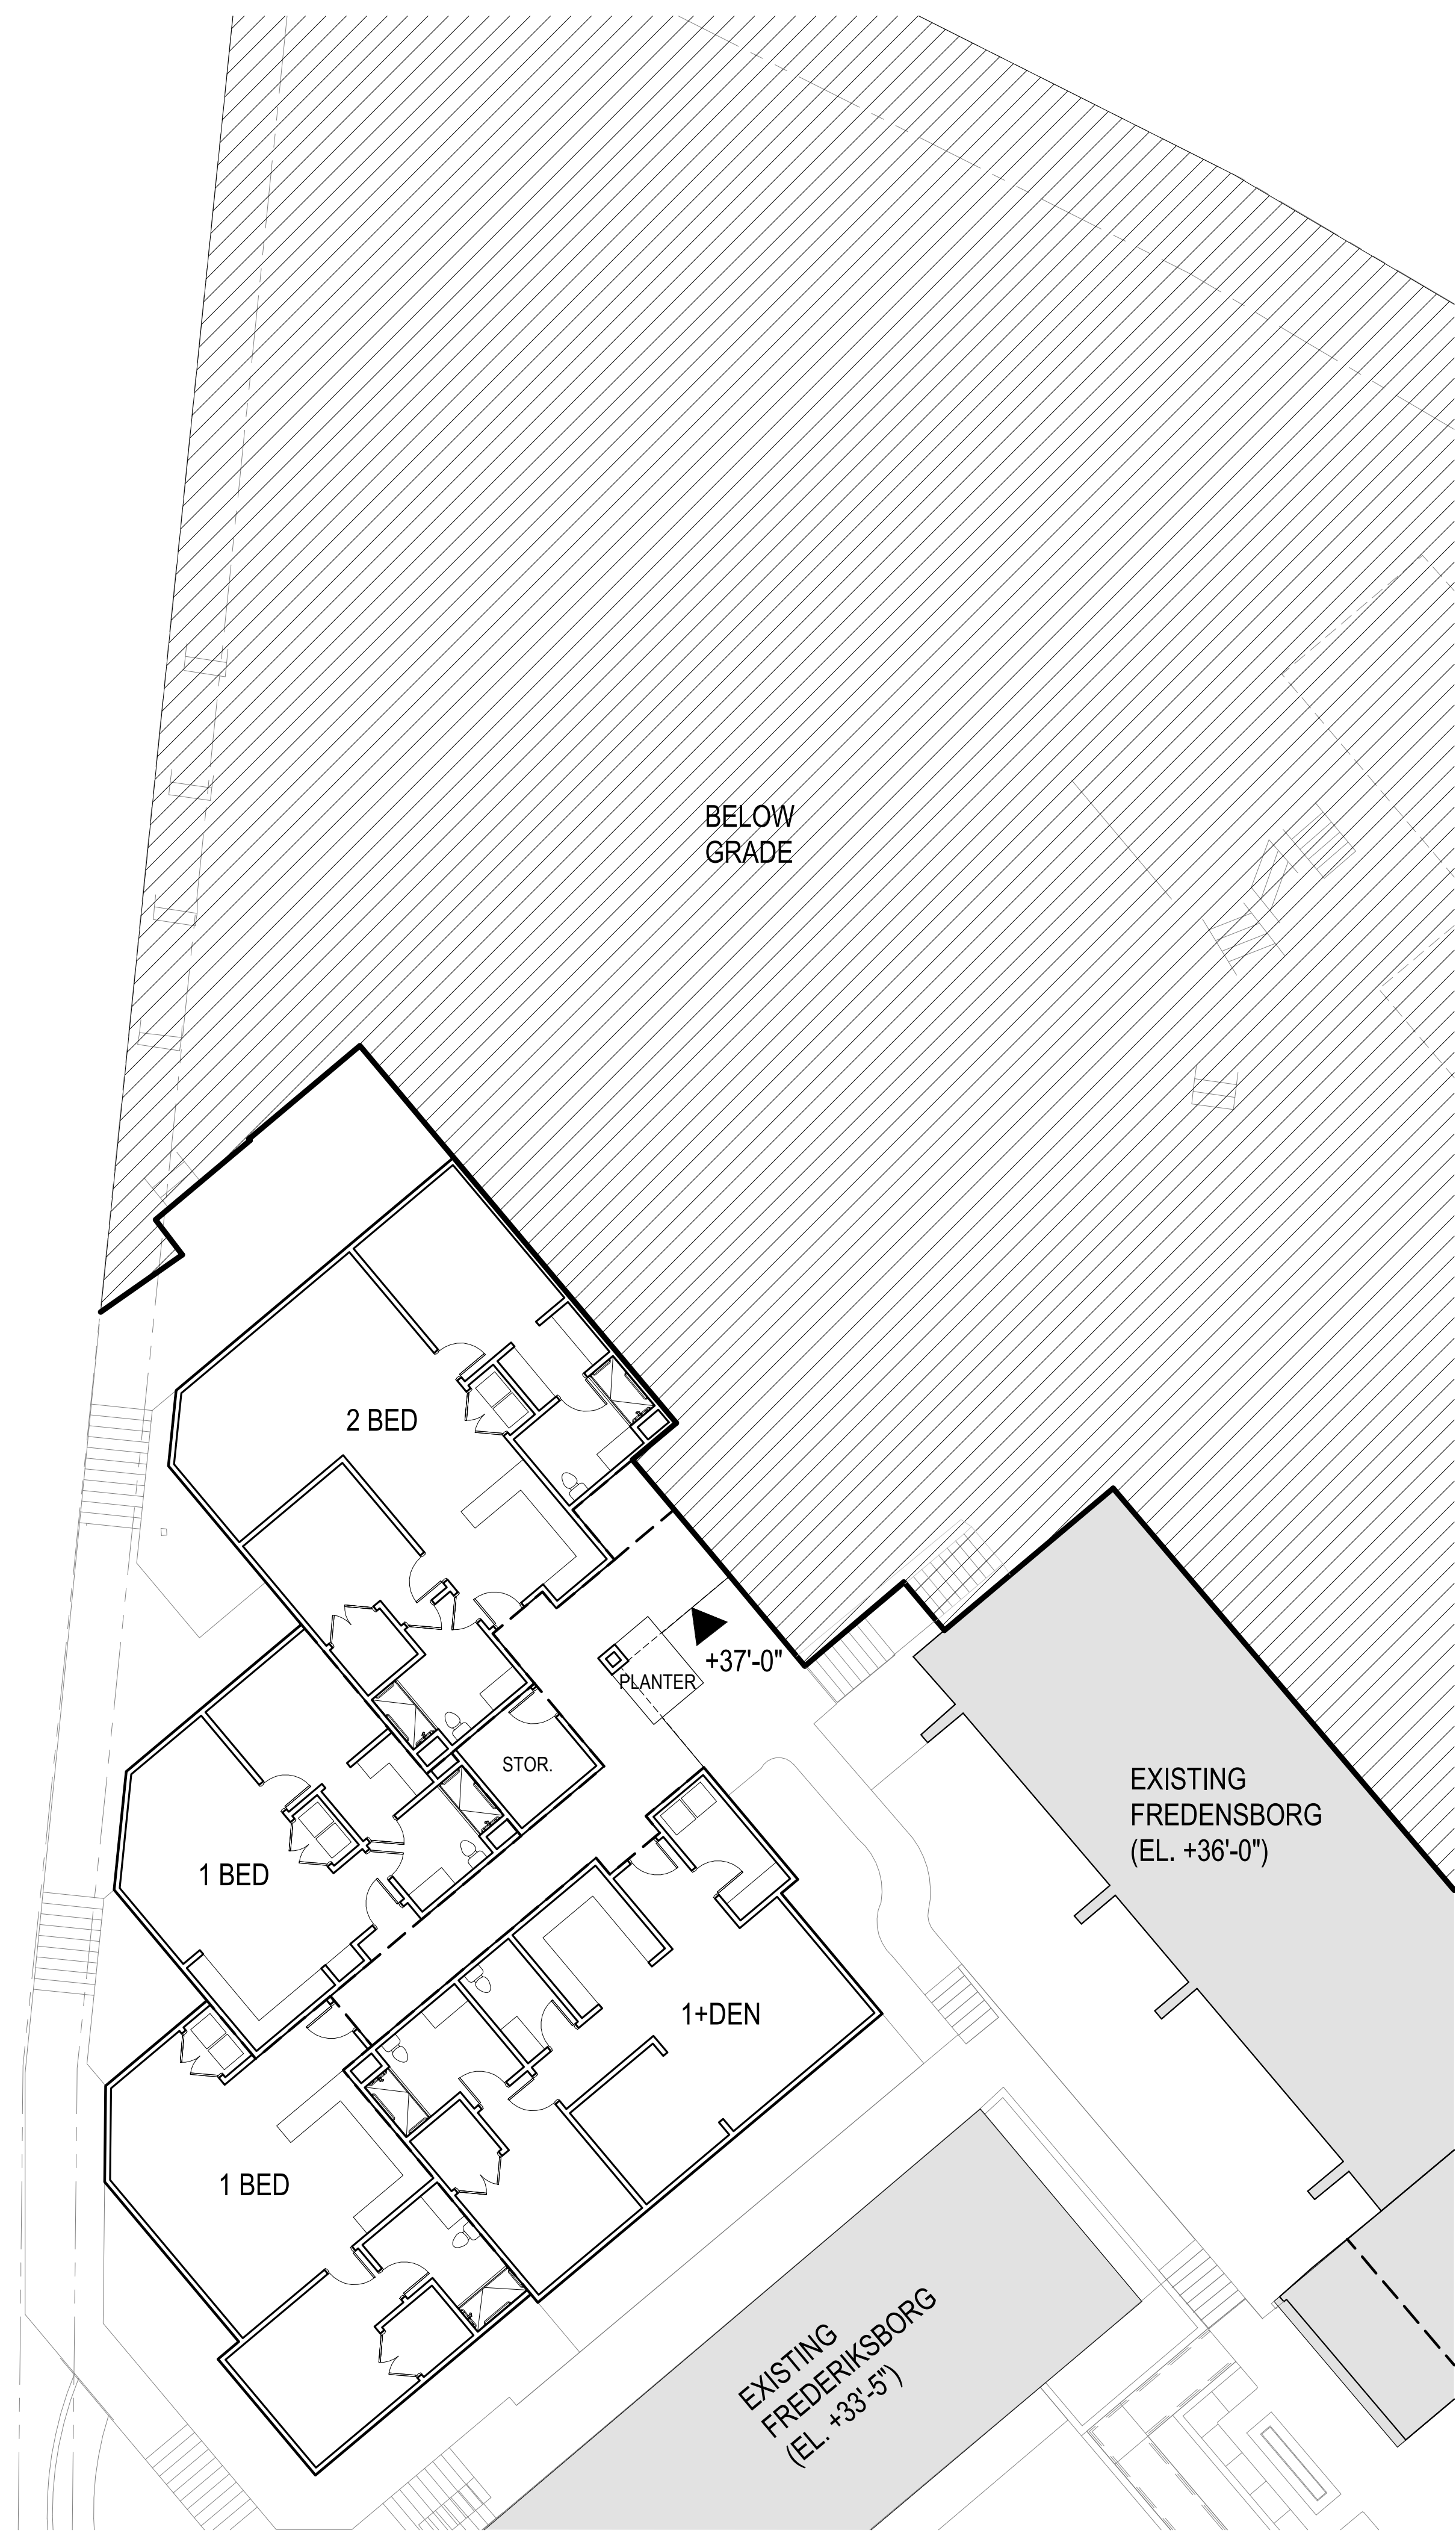 BELOW
GRADE
2 BED
+37'-0"
PLANTER
STOR.
EXISTING
FREDENSBORG
(EL. +36'-0")
1 BED
1+DEN
1 BED
EXISTING
FREDERIKSBORG
(EL. +33'-5")